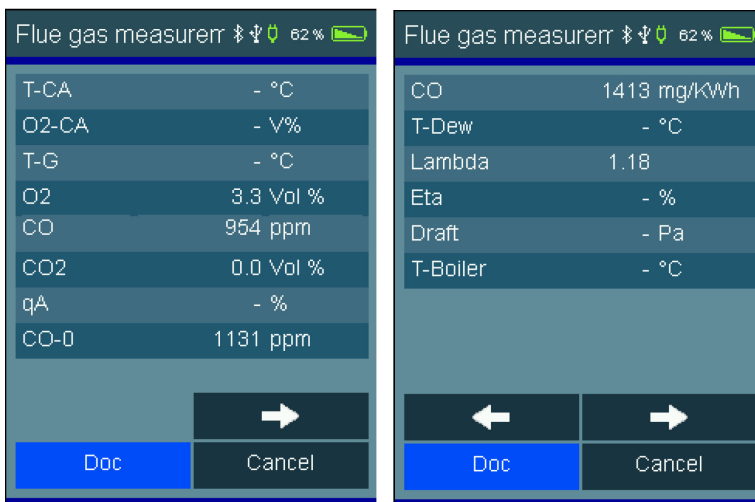 Flue gas measurem 62 %
T-CA - °C
O2-CA - V%
T-G - °C
O2 3.3 Vol %
CO 954 ppm
CO2 0.0 Vol %
qA - %
CO-0 1131 ppm
Doc Cancel
Flue gas measurem 62 %
CO 1413 mg/KWh
T-Dew - °C
Lambda 1.18
Eta - %
Draft - Pa
T-Boiler - °C
Doc Cancel